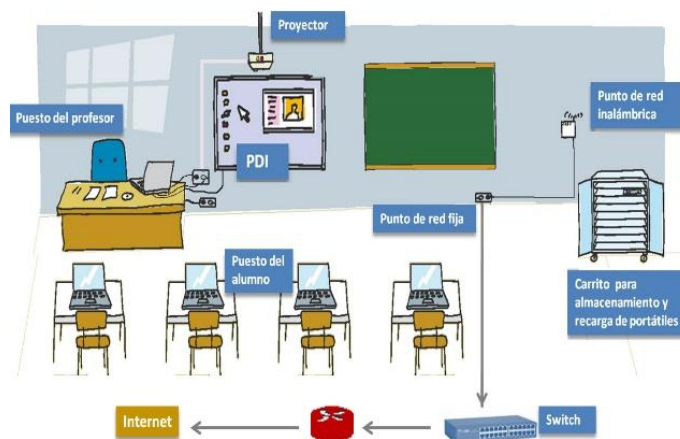 Proyector
Puesto del profesor
PDI
Punto de red
inalámbrica
Punto de red fija
Puesto del
alumno
Carrito para
almacenamiento y
recarga de portátiles
Internet
Switch